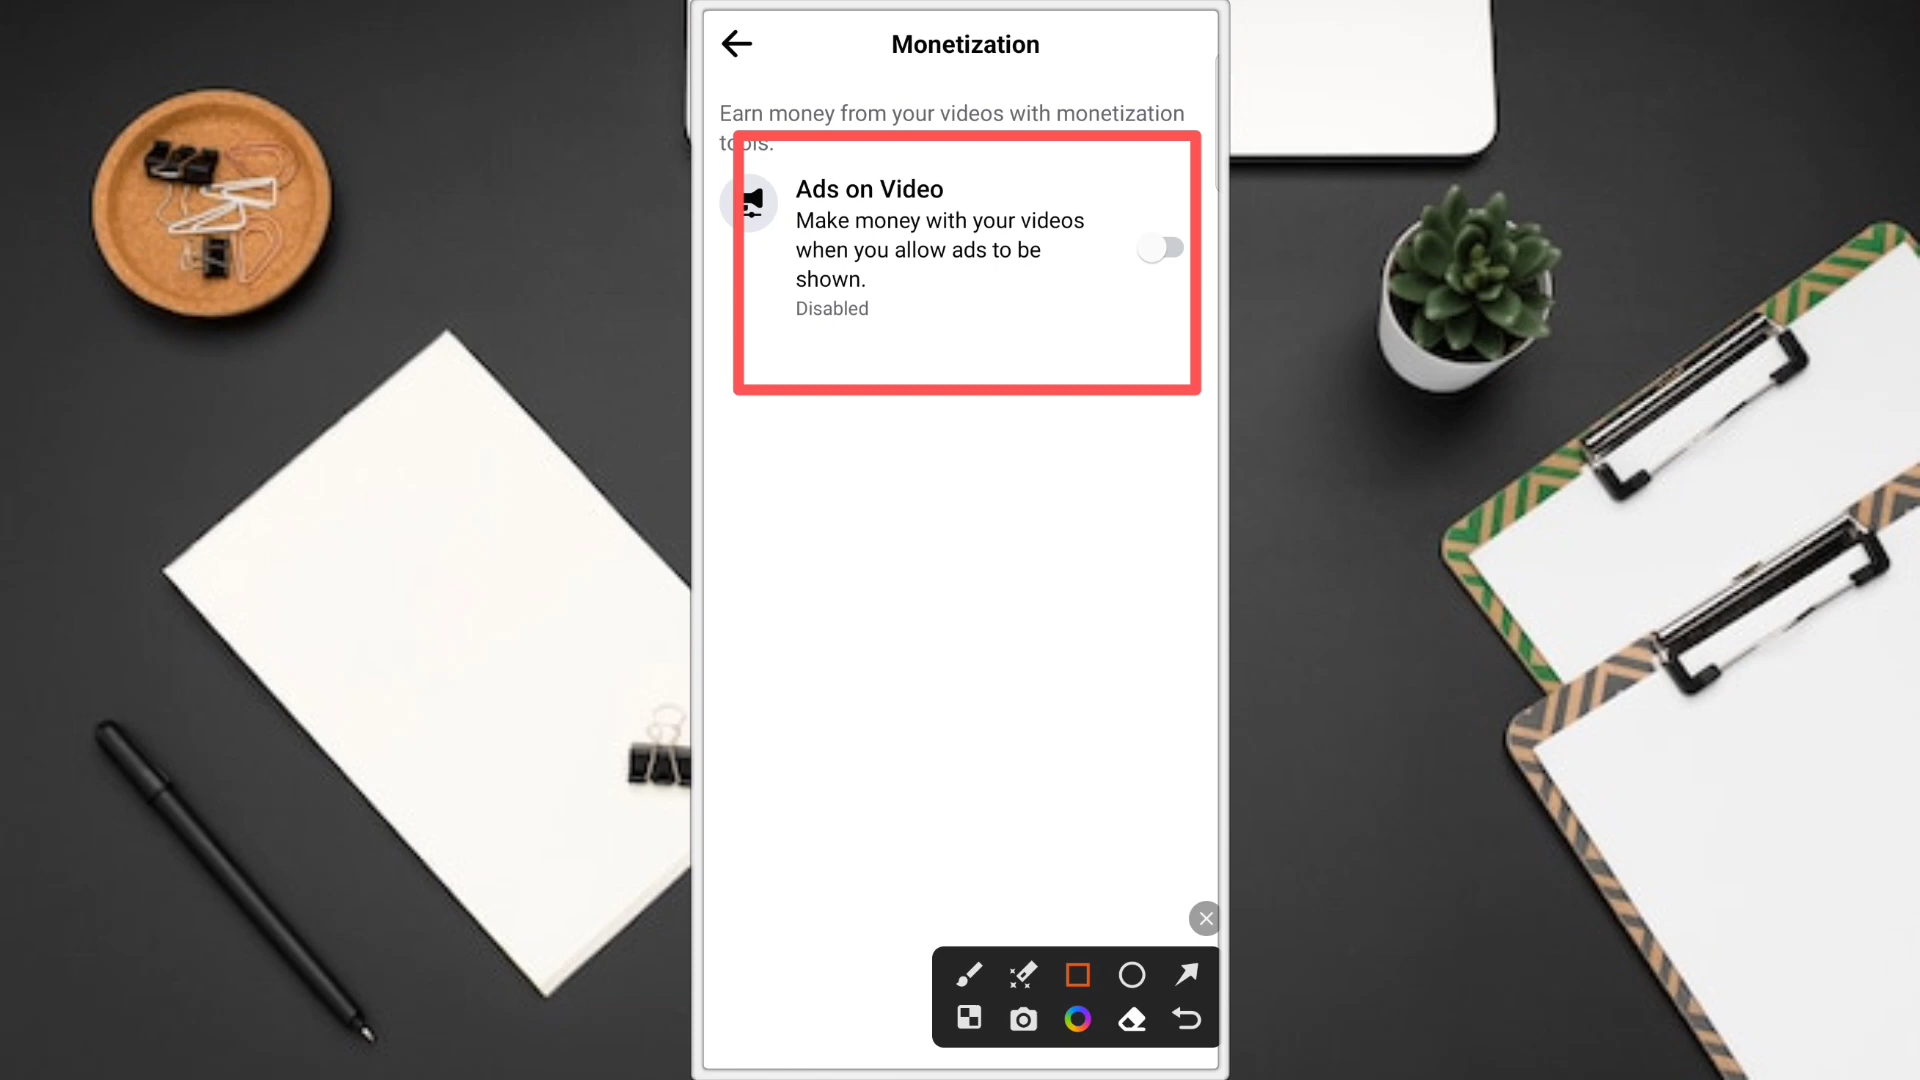 Monetization
Earn money from your videos with monetization
tools.
Ads on Video
Make money with your videos
when you allow ads to be
shown.
Disabled